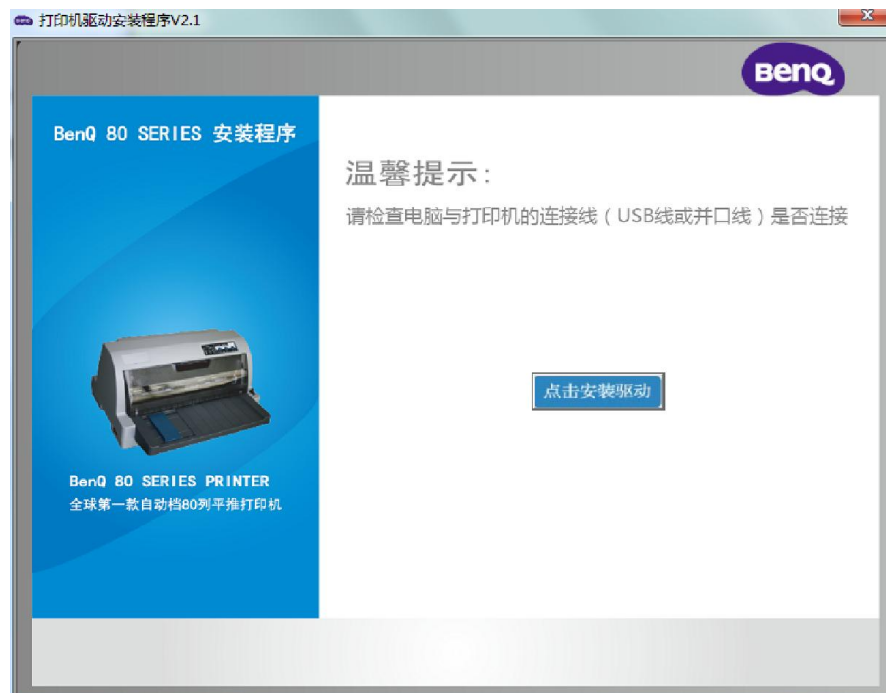 打印机驱动安装程序V2.1
BenQ
BenQ 80 SERIES 安装程序
温馨提示:
请检查电脑与打印机的连接线(USB线或并口线)是否连接
点击安装驱动
BenQ 80 SERIES PRINTER
全球第一款自动档80列平推打印机